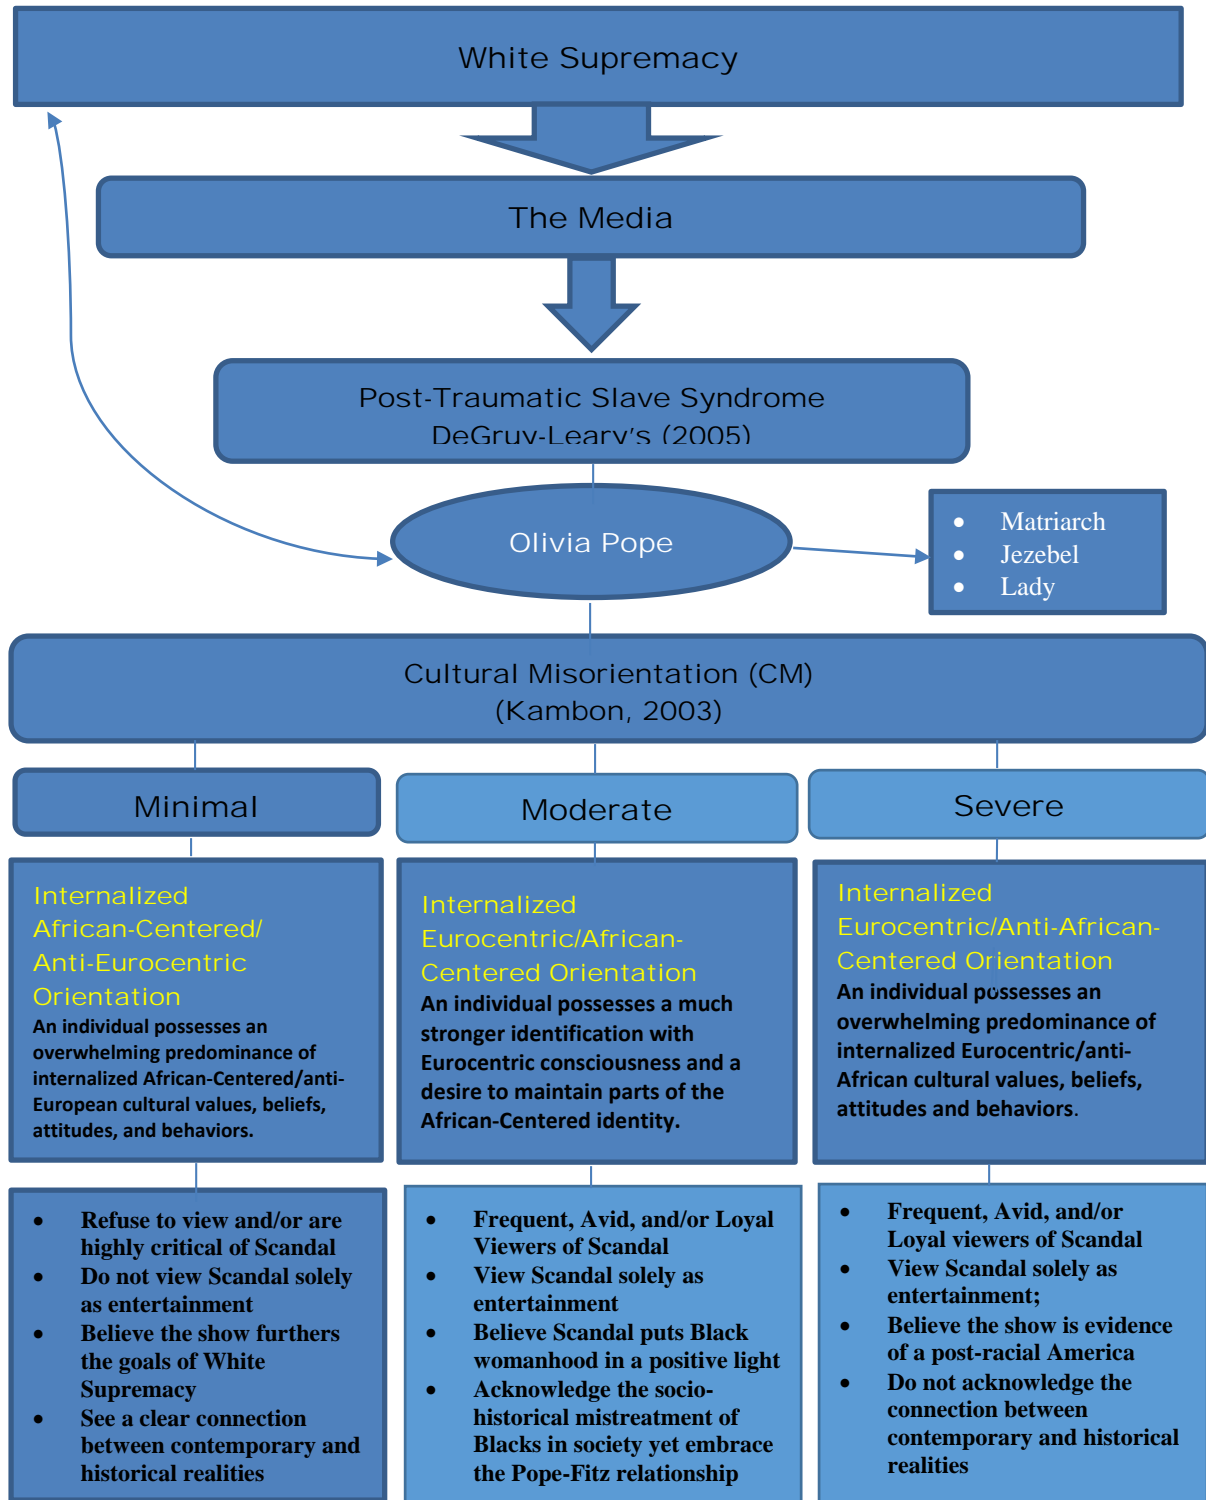 White Supremacy
The Media
Post-Traumatic Slave Syndrome
DeGruy-Leary's (2005)
Olivia Pope
• Matriarch
• Jezebel
• Lady
Cultural Misorientation (CM)
(Kambon, 2003)
Minimal
Internalized
African-Centered/
Anti-Eurocentric
Orientation
An individual possesses an
overwhelming predominance of
internalized African-Centered/anti-
European cultural values, beliefs,
attitudes, and behaviors.
• Refuse to view and/or are
highly critical of Scandal
• Do not view Scandal solely
as entertainment
• Believe the show furthers
the goals of White
Supremacy
• See a clear connection
between contemporary and
historical realities
Moderate
Internalized
Eurocentric/African-
Centered Orientation
An individual possesses a much
stronger identification with
Eurocentric consciousness and a
desire to maintain parts of the
African-Centered identity.
• Frequent, Avid, and/or Loyal
Viewers of Scandal
• View Scandal solely as
entertainment
• Believe Scandal puts Black
womanhood in a positive light
• Acknowledge the socio-
historical mistreatment of
Blacks in society yet embrace
the Pope-Fitz relationship
Severe
Internalized
Eurocentric/Anti-African-
Centered Orientation
An individual possesses an
overwhelming predominance of
internalized Eurocentric/anti-
African cultural values, beliefs,
attitudes and behaviors.
• Frequent, Avid, and/or
Loyal viewers of Scandal
• View Scandal solely as
entertainment;
• Believe the show is evidence
of a post-racial America
• Do not acknowledge the
connection between
contemporary and historical
realities